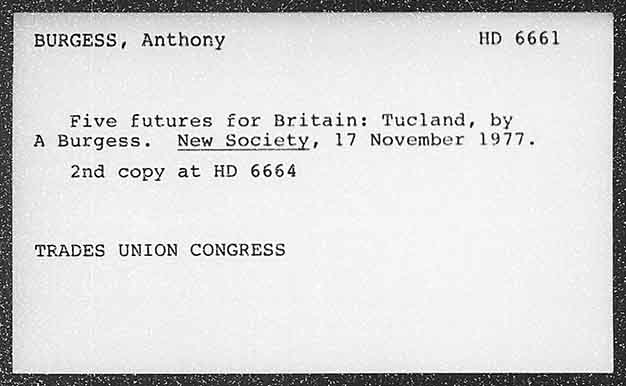 BURGESS, Anthony HD 6661
Five futures for Britain: Tucland, by
A Burgess. New Society, 17 November 1977.
2nd copy at HD 6664
TRADES UNION CONGRESS